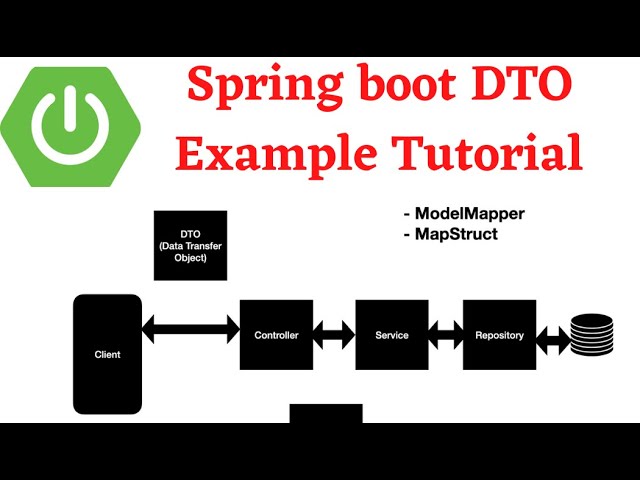 Spring boot DTO
Example Tutorial
- ModelMapper
- MapStruct
DTO
(Data Transfer
Object)
Client
Controller
Service
Repository